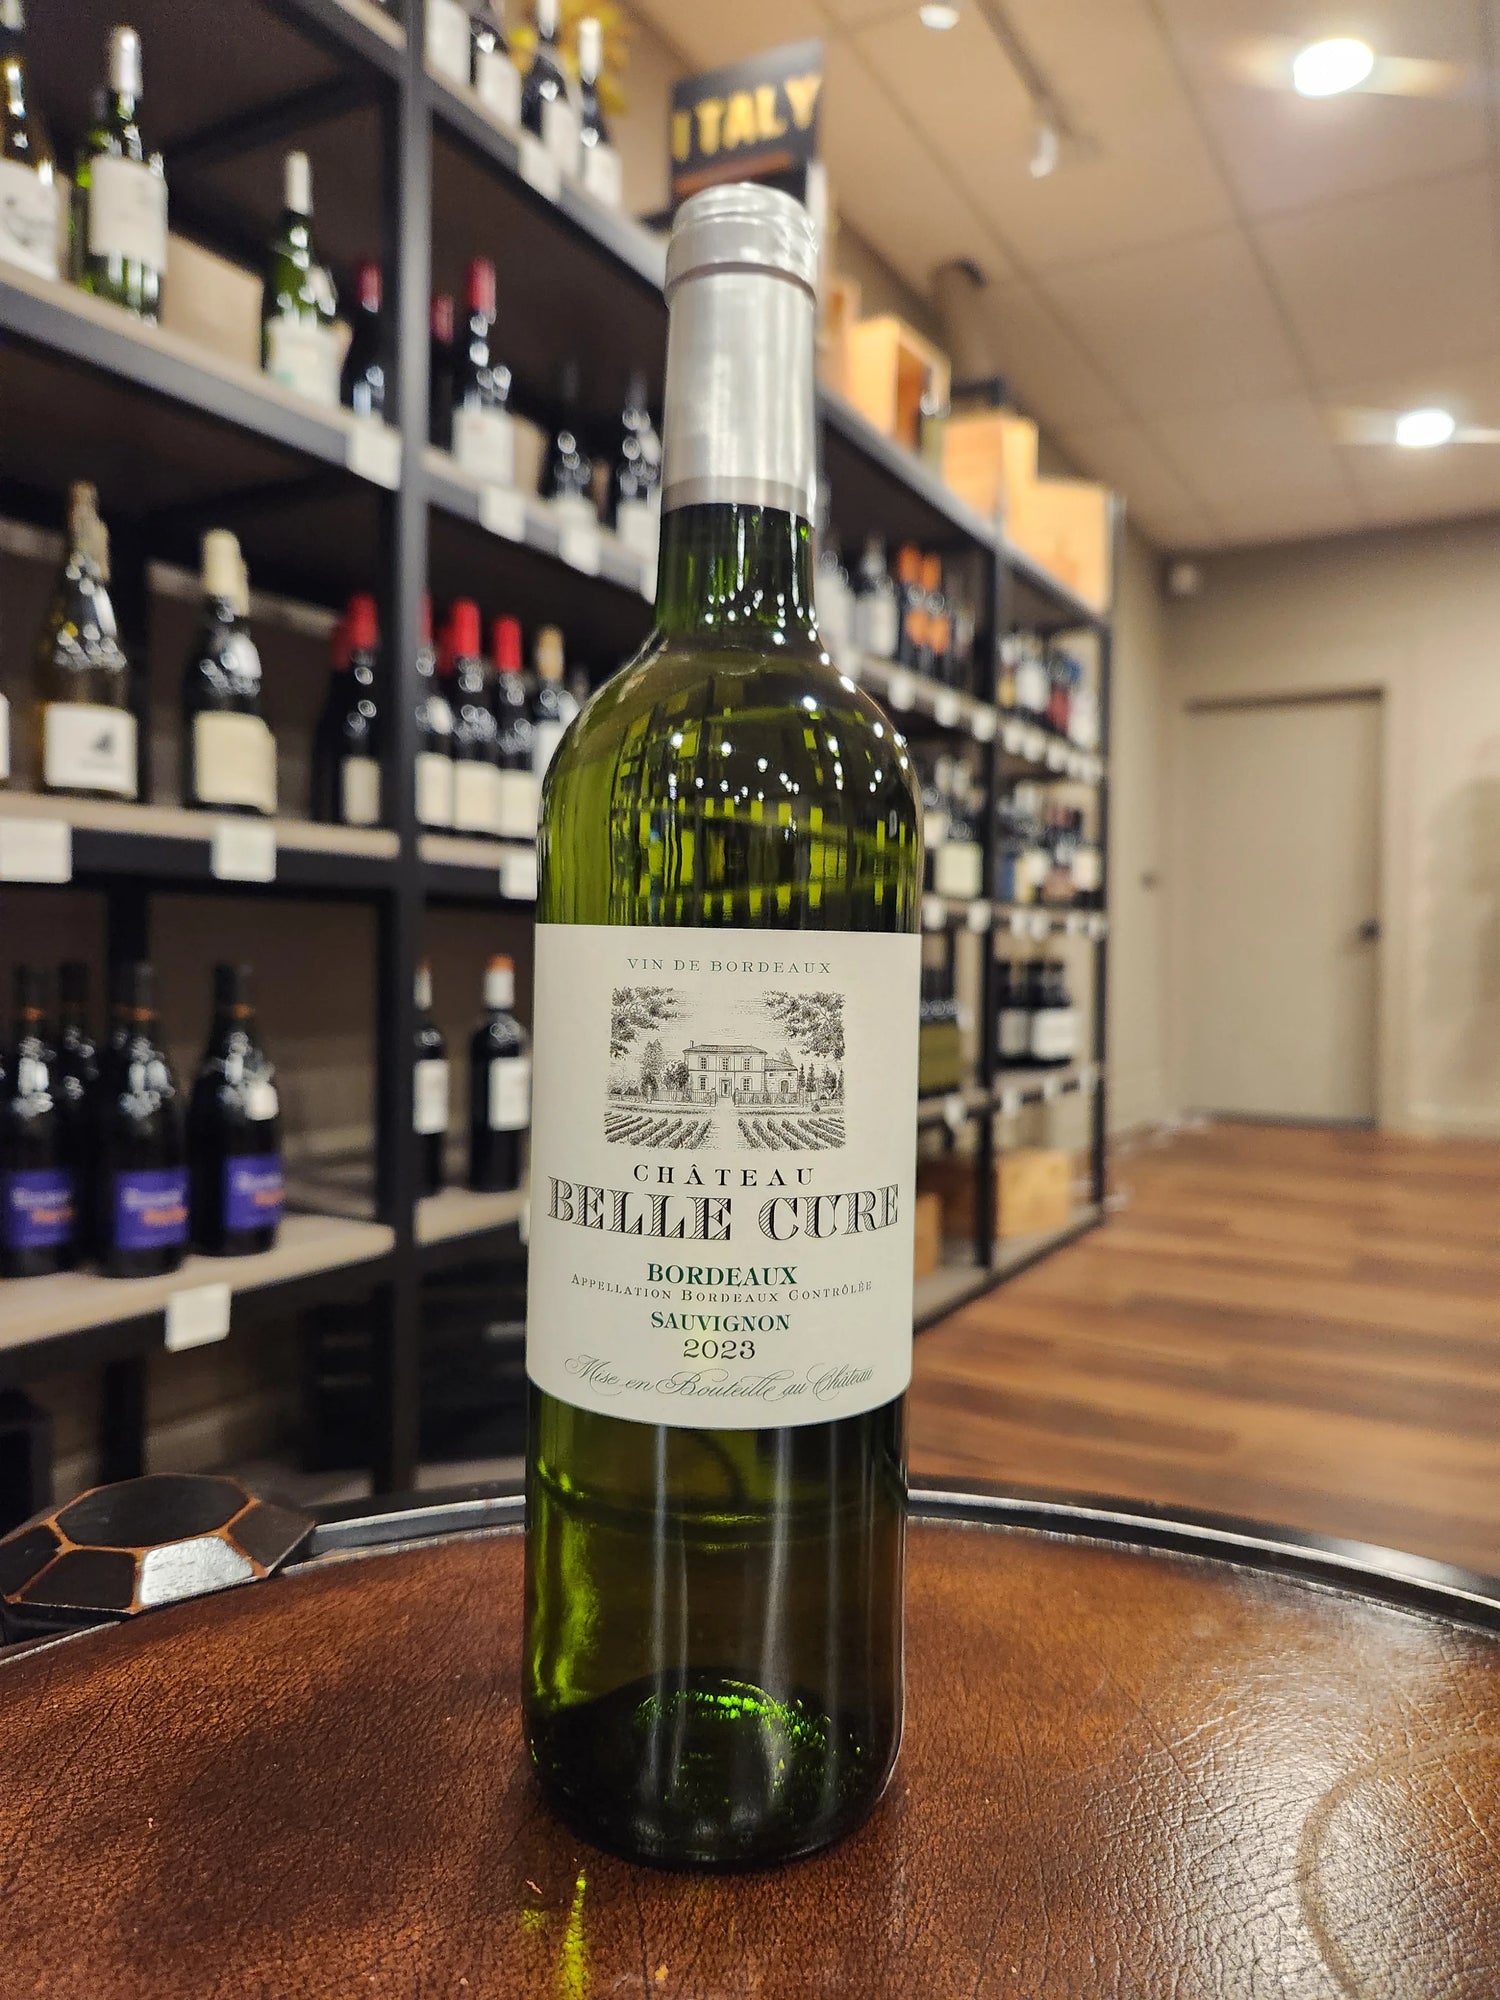 ITALY
VIN DE BORDEAUX
CHÂTEAU
BELLE CURE
BORDEAUX
APPELLATION BORDEAUX CONTRÔLÉE
SAUVIGNON
2023
Mise en Bouteille au Château